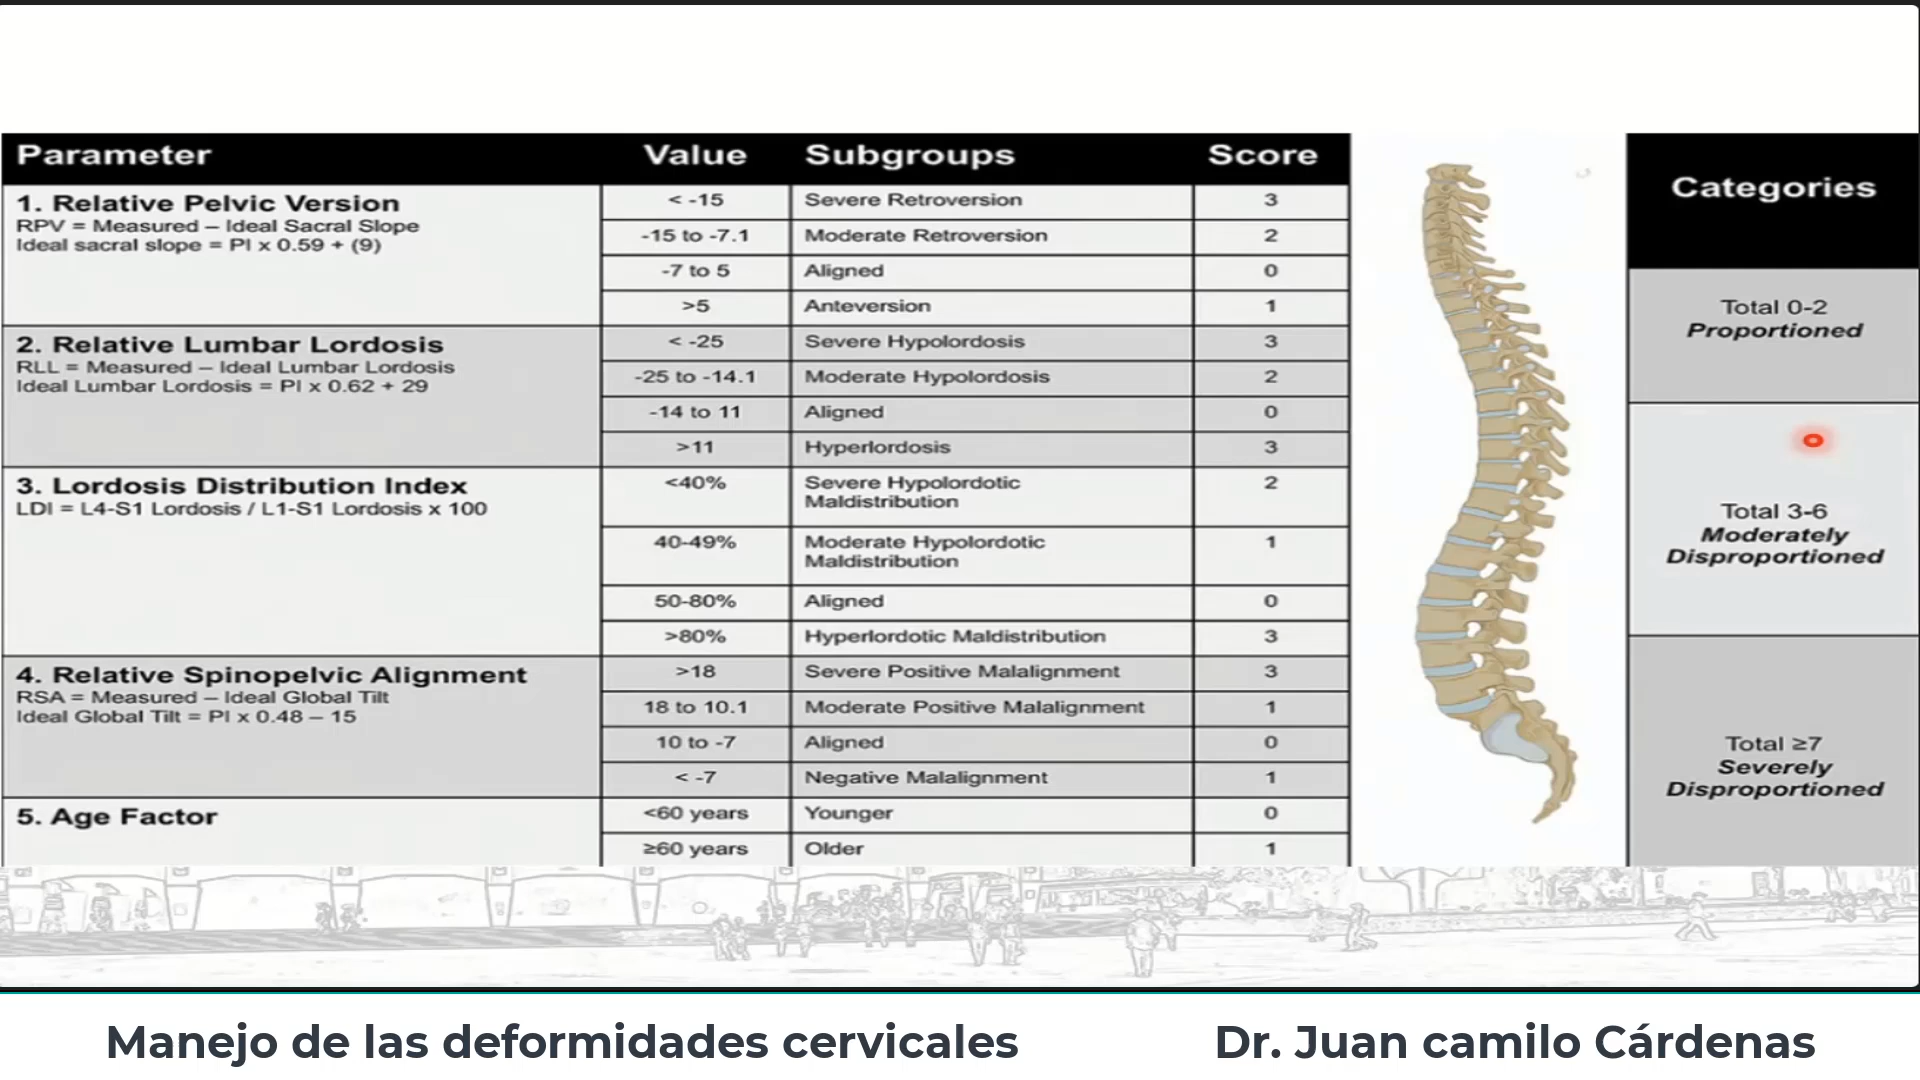 Parameter Value Subgroups Score
1. Relative Pelvic Version
RPV = Measured – Ideal Sacral Slope
Ideal sacral slope = PI x 0.59 + (9)
< -15 Severe Retroversion 3
-15 to -7.1 Moderate Retroversion 2
-7 to 5 Aligned 0
>5 Anteversion 1
2. Relative Lumbar Lordosis
RLL = Measured – Ideal Lumbar Lordosis
Ideal Lumbar Lordosis = PI x 0.62 + 29
< -25 Severe Hypolordosis 3
-25 to -14.1 Moderate Hypolordosis 2
-14 to 11 Aligned 0
>11 Hyperlordosis 3
3. Lordosis Distribution Index
LDI = L4-S1 Lordosis / L1-S1 Lordosis x 100
<40% Severe Hypolordotic 2
Maldistribution
40-49% Moderate Hypolordotic 1
Maldistribution
50-80% Aligned 0
>80% Hyperlordotic Maldistribution 3
4. Relative Spinopelvic Alignment
RSA = Measured – Ideal Global Tilt
Ideal Global Tilt = PI x 0.48 – 15
>18 Severe Positive Malalignment 3
18 to 10.1 Moderate Positive Malalignment 1
10 to -7 Aligned 0
< -7 Negative Malalignment 1
5. Age Factor
<60 years Younger 0
≥60 years Older 1
Categories
Total 0-2
Proportioned
Total 3-6
Moderately
Disproportioned
Total ≥7
Severely
Disproportioned
Manejo de las deformidades cervicales
Dr. Juan camilo Cárdenas